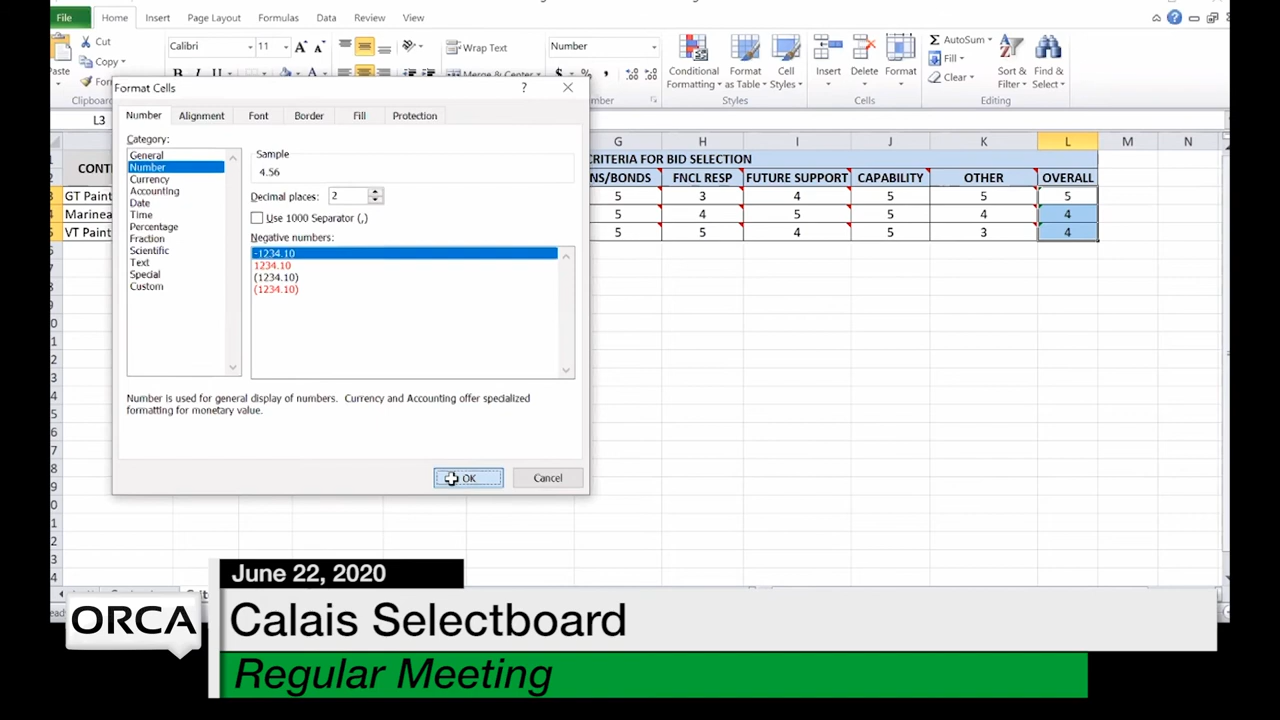 File Home Insert Page Layout Formulas Data Review View
Cut Calibri 11 Wrap Text Number AutoSum
Copy Fill
Clear
Conditional Formatting Format as Table Cell Styles Insert Delete Format Sort & Filter Find & Select
Styles Cells Editing
L3
Format Cells
Number Alignment Font Border Fill Protection
Category:
General
Number
Currency
Accounting
Date
Time
Percentage
Fraction
Scientific
Text
Special
Custom
Sample
4.56
Decimal places: 2
Use 1000 Separator (,)
Negative numbers:
-1234.10
1234.10
(1234.10)
(1234.10)
Number is used for general display of numbers. Currency and Accounting offer specialized
formatting for monetary value.
OK Cancel
G H I J K L M N
CRITERIA FOR BID SELECTION
NS/BONDS FNCL RESP FUTURE SUPPORT CAPABILITY OTHER OVERALL
GT Paint 5 3 4 5 5 5
Marinea 5 4 5 5 4 4
VT Paint 5 5 4 5 3 4
June 22, 2020
ORCA
Calais Selectboard
Regular Meeting